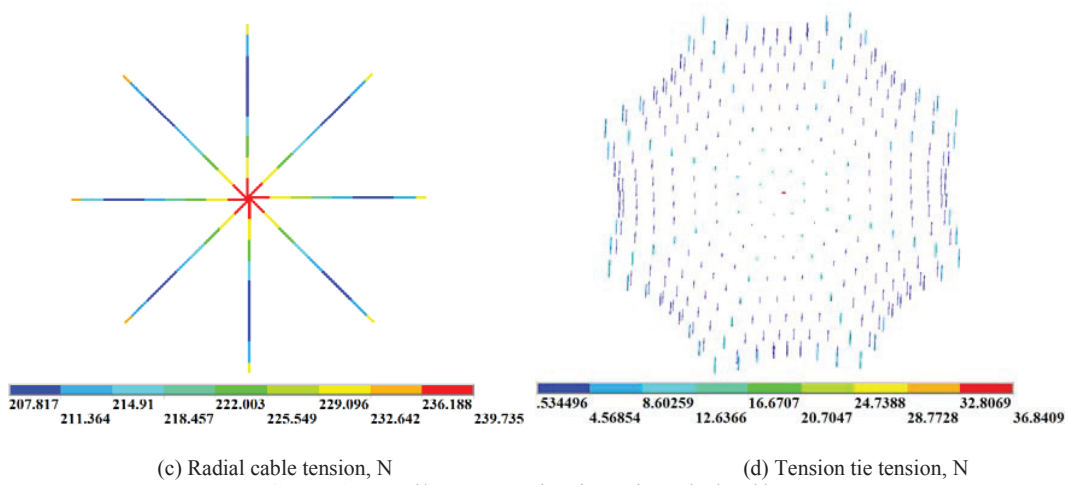 207.817 214.91 222.003 229.096 236.188
211.364 218.457 225.549 232.642 239.735
.534496 8.60259 16.6707 24.7388 32.8069
4.56854 12.6366 20.7047 28.7728 36.8409
(c) Radial cable tension, N
(d) Tension tie tension, N